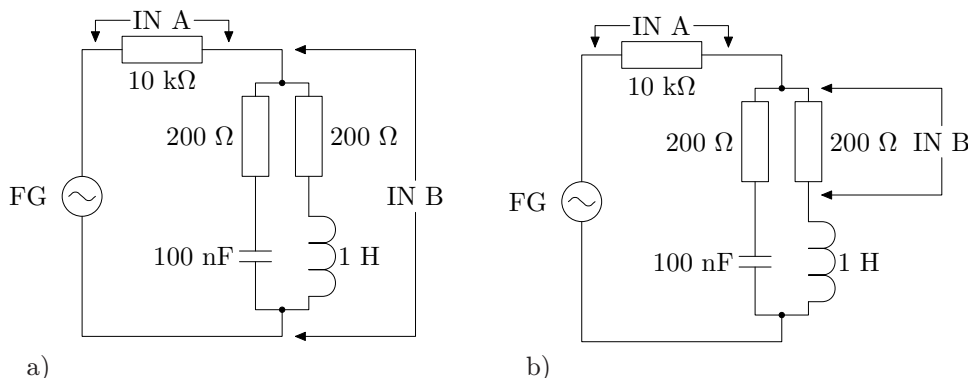 IN A
10 kΩ
200 Ω
200 Ω
FG
IN B
100 nF
1 H
a)
IN A
10 kΩ
200 Ω
200 Ω
IN B
FG
100 nF
1 H
b)